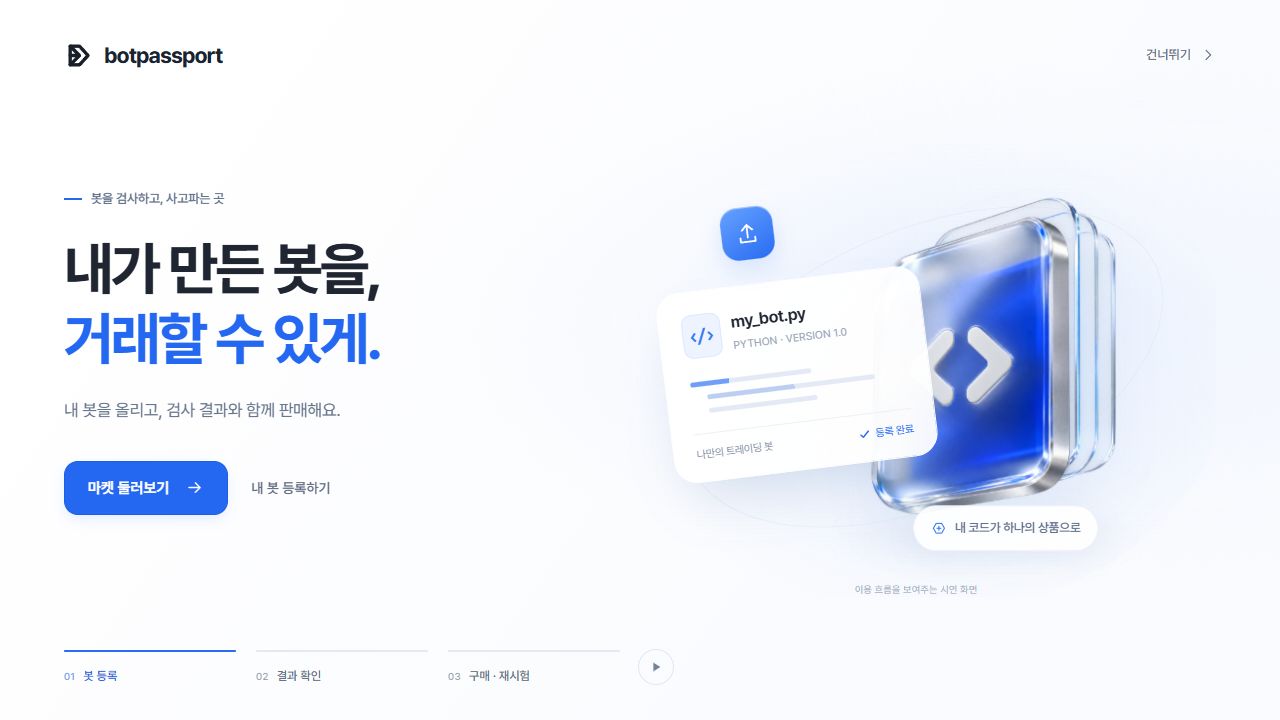 botpassport
건너뛰기
봇을 검사하고, 사고파는 곳
내가 만든 봇을,
거래할 수 있게.
내 봇을 올리고, 검사 결과와 함께 판매해요.
마켓 둘러보기
내 봇 등록하기
my_bot.py
PYTHON · VERSION 1.0
나만의 트레이딩 봇
등록 완료
내 코드가 하나의 상품으로
이용 흐름을 보여주는 시연 화면
01 봇 등록
02 결과 확인
03 구매 · 재시험